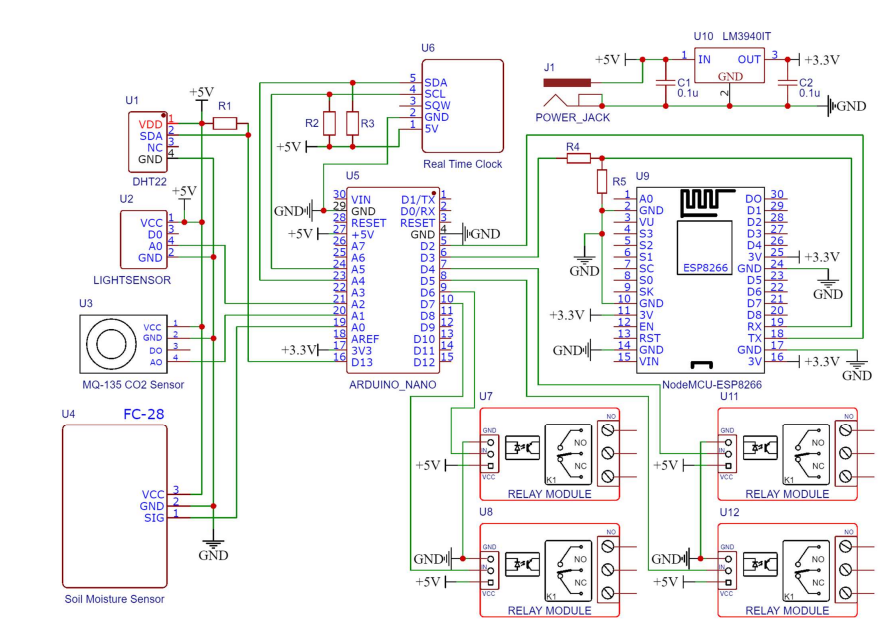 U10 LM3940IT
+5V 1 IN OUT 3 +3.3V
GND
2
C1
0.1u
C2
0.1u
GND
J1
POWER_JACK
U6
5 SDA
4 SCL
3 SQW
2 GND
1 5V
Real Time Clock
+5V
R1
R2
R3
+5V
U1
VDD 1
SDA 2
NC 3
GND 4
DHT22
+5V
U2
VCC 1
D0 3
A0 4
GND 2
LIGHTSENSOR
U3
VCC 1
GND 2
DO 3
AO 4
MQ-135 CO2 Sensor
U4
FC-28
VCC 3
GND 2
SIG 1
Soil Moisture Sensor
GND
U5
30 VIN D1/TX 1
GND 29 GND D0/RX 2
28 RESET RESET 3
+5V 27 +5V GND 4 GND
26 A7 D2 5
25 A6 D3 6
24 A5 D4 7
23 A4 D5 8
22 A3 D6 9
21 A2 D7 10
20 A1 D8 11
19 A0 D9 12
18 AREF D10 13
+3.3V 17 3V3 D11 14
16 D13 D12 15
ARDUINO_NANO
R4
R5
U9
ESP8266
1 A0 DO 30
2 GND D1 29
3 VU D2 28
4 S3 D3 27
5 S2 D4 26
6 S1 3V 25 +3.3V
7 SC GND 24
8 S0 D5 23
9 SK D6 22
10 GND D7 21
+3.3V 11 3V D8 20
12 EN RX 19
13 RST TX 18
GND 14 GND GND 17
15 VIN 3V 16 +3.3V
GND
GND
GND
NodeMCU-ESP8266
U7
GND
IN
VCC
+5V
NO
NC
K1
NO
RELAY MODULE
U11
GND
IN
VCC
+5V
NO
NC
K1
NO
RELAY MODULE
U8
GND
GND
IN
VCC
+5V
NO
NC
K1
NO
RELAY MODULE
U12
GND
GND
IN
VCC
+5V
NO
NC
K1
NO
RELAY MODULE